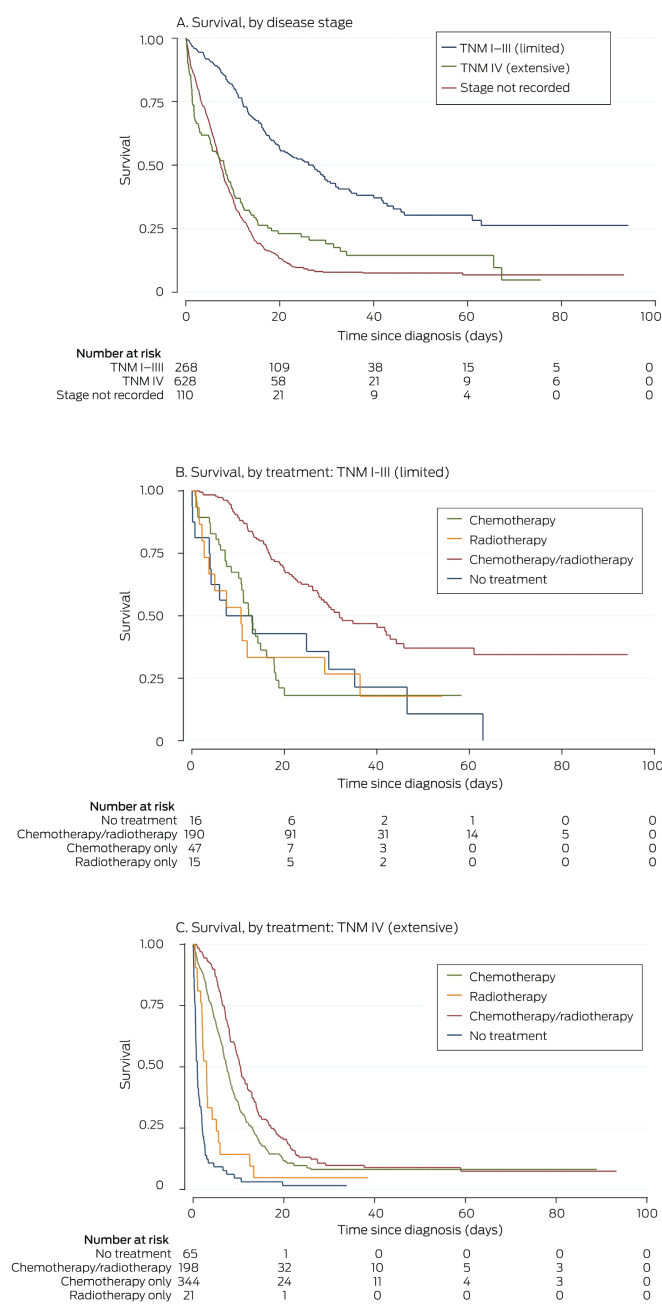 A. Survival, by disease stage
TNM I–III (limited)
TNM IV (extensive)
Stage not recorded
1.00
0.75
0.50
0.25
0
Survival
0 20 40 60 80 100
Time since diagnosis (days)
Number at risk
TNM I–IIII 268 109 38 15 5 0
TNM IV 628 58 21 9 6 0
Stage not recorded 110 21 9 4 0 0
B. Survival, by treatment: TNM I-III (limited)
Chemotherapy
Radiotherapy
Chemotherapy/radiotherapy
No treatment
1.00
0.75
0.50
0.25
0
Survival
0 20 40 60 80 100
Time since diagnosis (days)
Number at risk
No treatment 16 6 2 1 0 0
Chemotherapy/radiotherapy 190 91 31 14 5 0
Chemotherapy only 47 7 3 0 0 0
Radiotherapy only 15 5 2 0 0 0
C. Survival, by treatment: TNM IV (extensive)
Chemotherapy
Radiotherapy
Chemotherapy/radiotherapy
No treatment
1.00
0.75
0.50
0.25
0
Survival
0 20 40 60 80 100
Time since diagnosis (days)
Number at risk
No treatment 65 1 0 0 0 0
Chemotherapy/radiotherapy 198 32 10 5 3 0
Chemotherapy only 344 24 11 4 3 0
Radiotherapy only 21 1 0 0 0 0